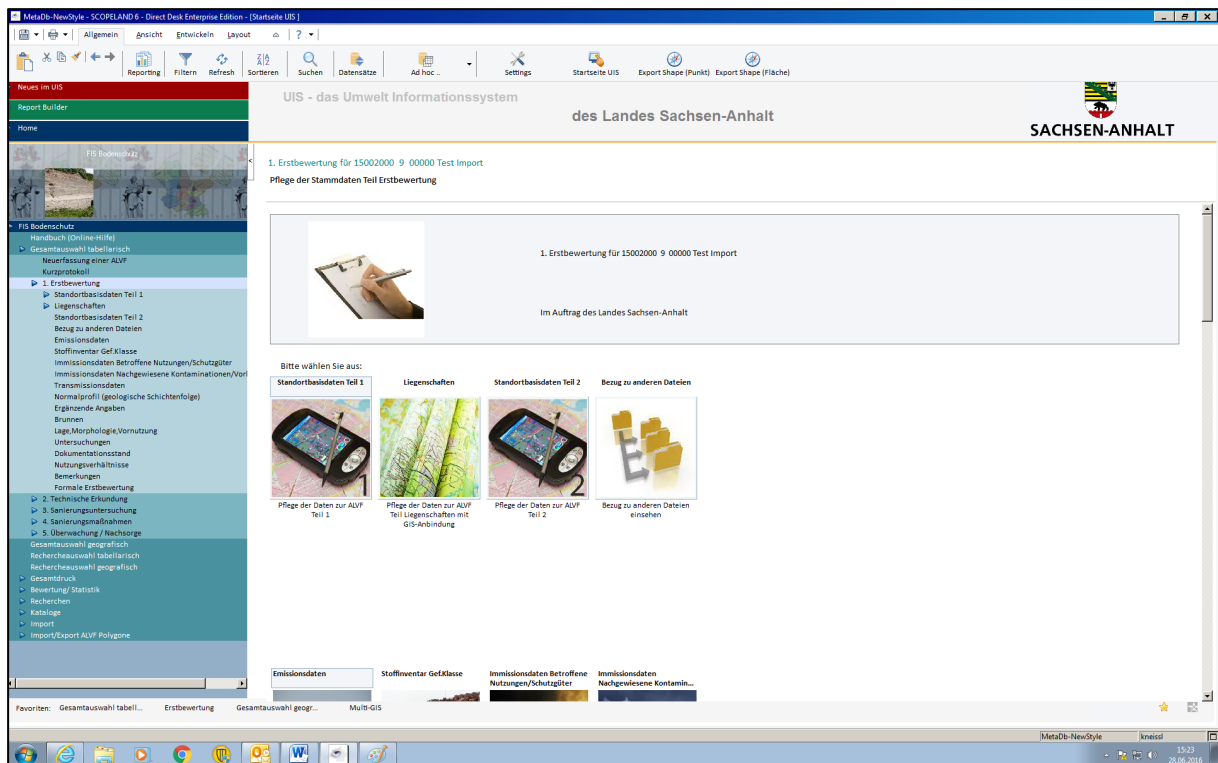 MetaDb-NewStyle - SCOPELAND 6 - Direct Desk Enterprise Edition - [Startseite UIS ]
Allgemein Ansicht Entwickeln Layout ?
Reporting Filtern Refresh Sortieren Suchen Datensätze Ad hoc .. Settings Startseite UIS Export Shape (Punkt) Export Shape (Fläche)
Neues im UIS
Report Builder
Home
UIS - das Umwelt Informationssystem
des Landes Sachsen-Anhalt
SACHSEN-ANHALT
FIS Bodenschutz
FIS Bodenschutz
Handbuch (Online-Hilfe)
Gesamtauswahl tabellarisch
Neuerfassung einer ALVF
Kurzprotokoll
1. Erstbewertung
Standortbasisdaten Teil 1
Liegenschaften
Standortbasisdaten Teil 2
Bezug zu anderen Dateien
Emissionsdaten
Stoffinventar Gef.Klasse
Immissionsdaten Betroffene Nutzungen/Schutzgüter
Immissionsdaten Nachgewiesene Kontaminationen/Vorl
Transmissionsdaten
Normalprofil (geologische Schichtenfolge)
Ergänzende Angaben
Brunnen
Lage,Morphologie,Vornutzung
Untersuchungen
Dokumentationsstand
Nutzungsverhältnisse
Bemerkungen
Formale Erstbewertung
2. Technische Erkundung
3. Sanierungsuntersuchung
4. Sanierungsmaßnahmen
5. Überwachung / Nachsorge
Gesamtauswahl geografisch
Rechercheauswahl tabellarisch
Rechercheauswahl geografisch
Gesamtdruck
Bewertung/ Statistik
Recherchen
Kataloge
Import
Import/Export ALVF Polygone
1. Erstbewertung für 15002000 9 00000 Test Import
Pflege der Stammdaten Teil Erstbewertung
1. Erstbewertung für 15002000 9 00000 Test Import
Im Auftrag des Landes Sachsen-Anhalt
Bitte wählen Sie aus:
Standortbasisdaten Teil 1 Liegenschaften Standortbasisdaten Teil 2 Bezug zu anderen Dateien
1 2
Pflege der Daten zur ALVF Pflege der Daten zur ALVF Pflege der Daten zur ALVF Bezug zu anderen Dateien
Teil 1 Teil Liegenschaften mit Teil 2 einsehen
GIS-Anbindung
Emissionsdaten Stoffinventar Gef.Klasse Immissionsdaten Betroffene Immissionsdaten
Nutzungen/Schutzgüter Nachgewiesene Kontamin...
Favoriten: Gesamtauswahl tabell... Erstbewertung Gesamtauswahl geogr... Multi-GIS
MetaDb-NewStyle kneissl
15:23
28.06.2016